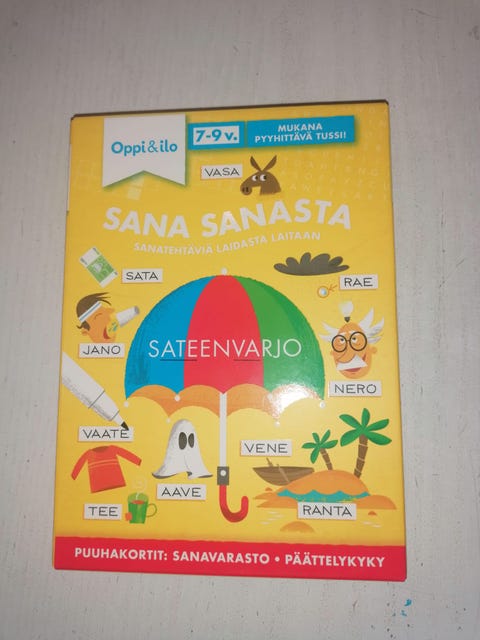 Oppi&ilo
7-9 v.
MUKANA
PYYHITTÄVÄ TUSSI!
VASA
SANA SANASTA
SANATEHTÄVIÄ LAIDASTA LAITAAN
SATA
RAE
JANO
SATEENVARJO
NERO
VAATE
VENE
AAVE
TEE
RANTA
PUUHAKORTIT: SANAVARASTO • PÄÄTTELYKYKY